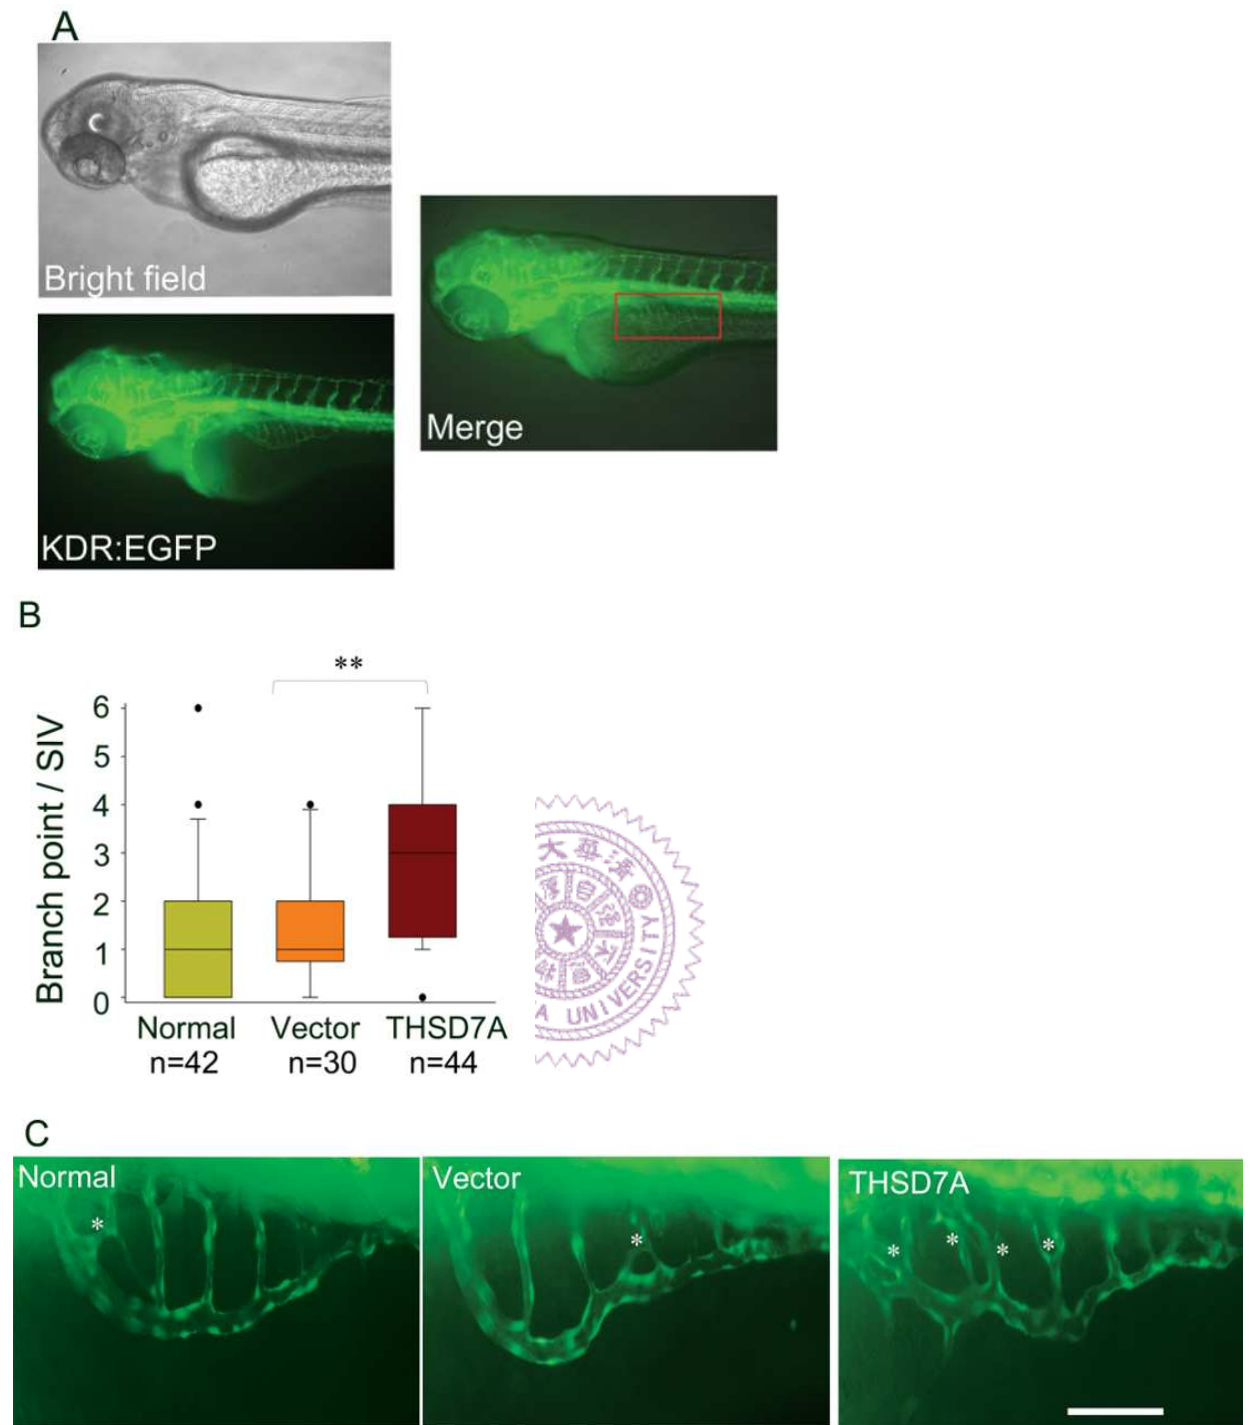 A
Bright field
KDR:EGFP
Merge
B
**
Branch point / SIV
6
5
4
3
2
1
0
Normal
Vector
THSD7A
n=42
n=30
n=44
大華清
A UNIVERSITY
C
Normal
*
Vector
*
THSD7A
* * * *